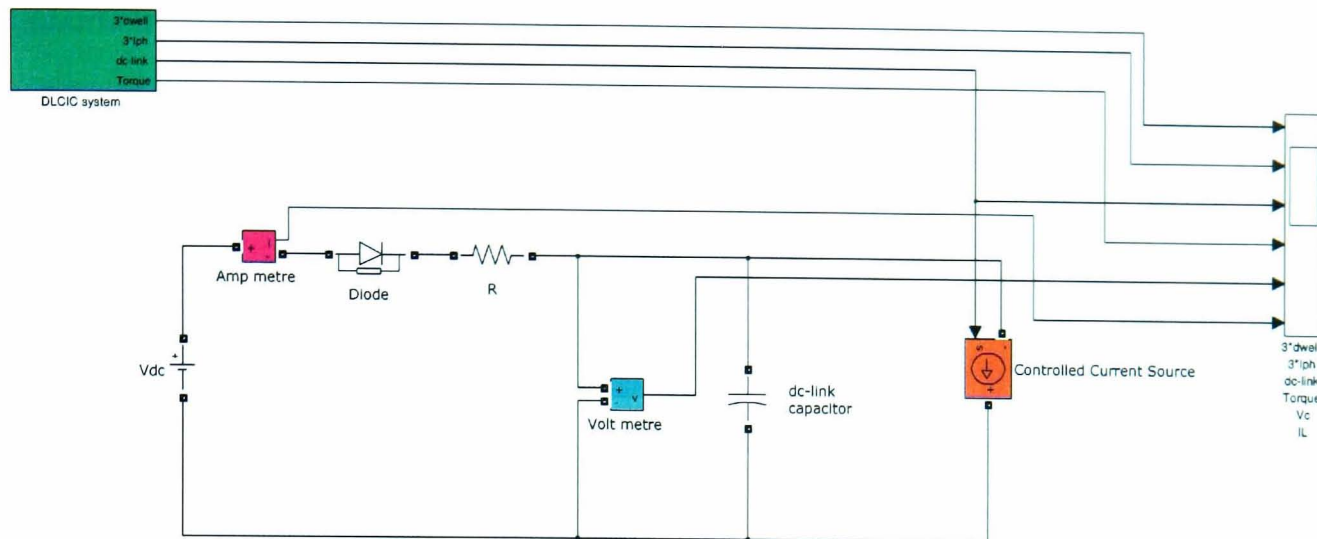 3*dwell
3*Iph
dc-link
Torque
DLCIC system
Amp metre
Diode
R
Vdc
+
+
+
-
v
Volt metre
dc-link
capacitor
s
-
+
Controlled Current Source
3*dwell
3*Iph
dc-link
Torque
Vc
IL